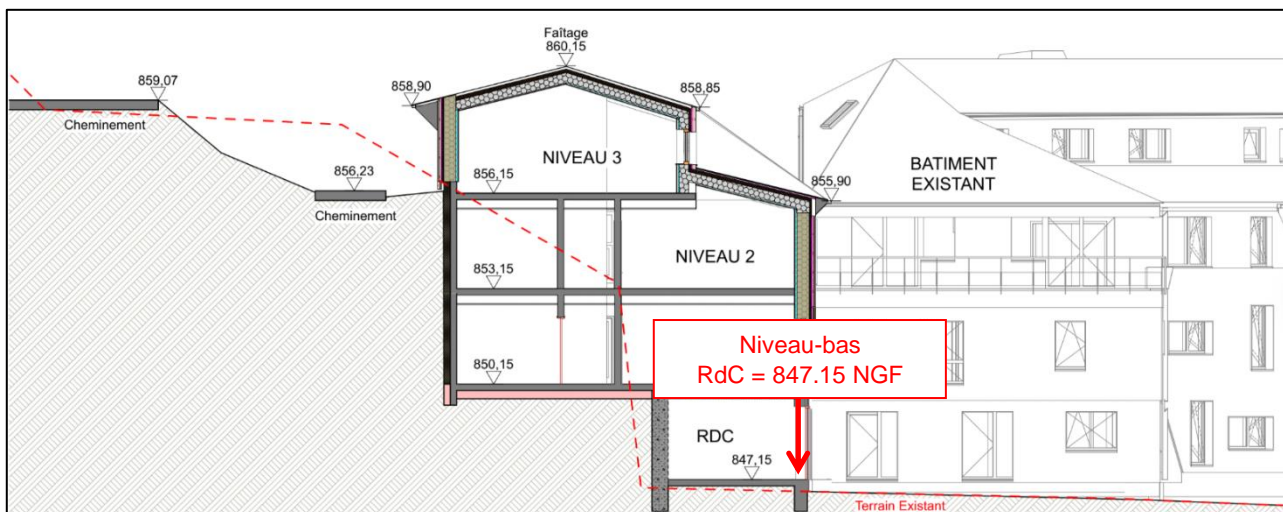 Faîtage
860,15
859,07
858,90
858,85
Cheminement
NIVEAU 3
BATIMENT
EXISTANT
856,23
856,15
855,90
Cheminement
NIVEAU 2
853,15
Niveau-bas
RdC = 847.15 NGF
850,15
RDC
847,15
Terrain Existant